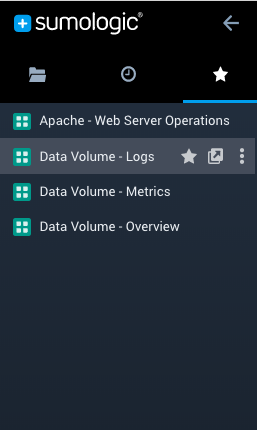 sumologic®
Apache - Web Server Operations
Data Volume - Logs
Data Volume - Metrics
Data Volume - Overview